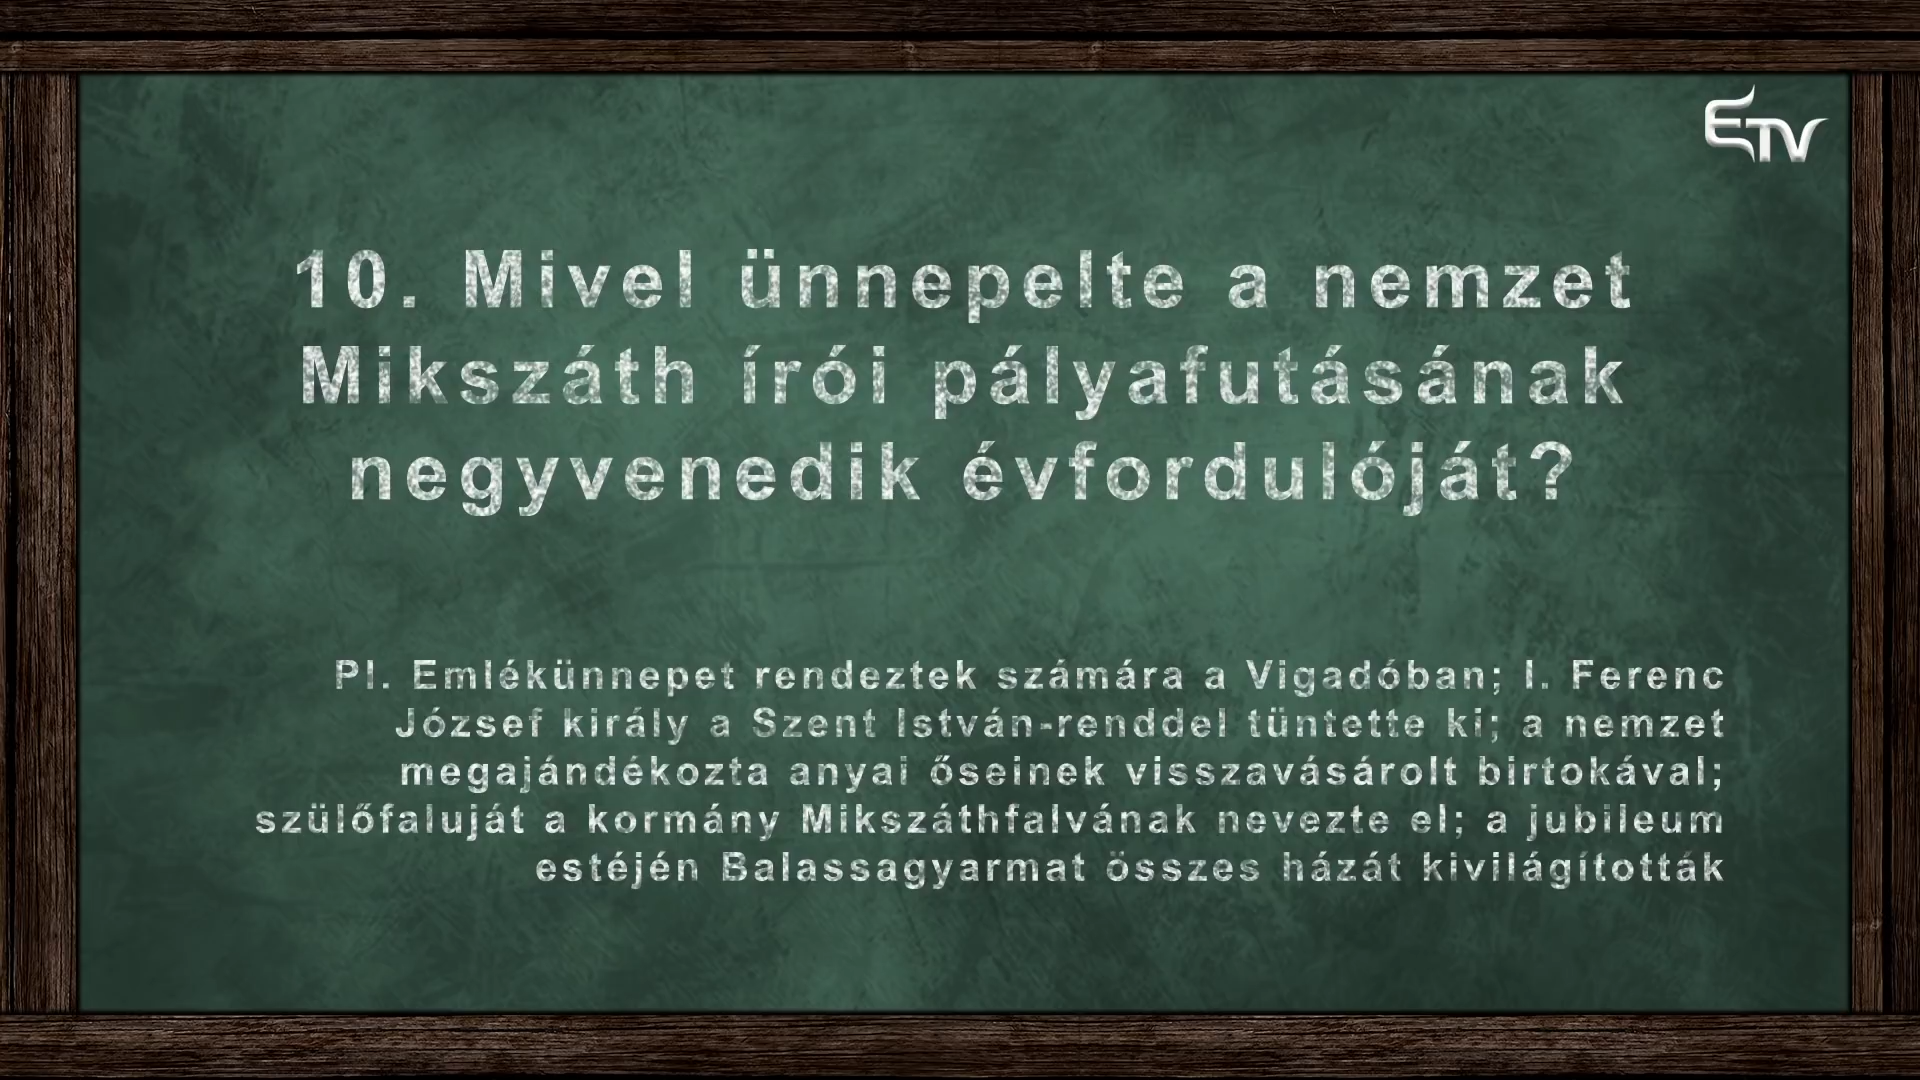 ETV
10. Mivel ünnepelte a nemzet
Mikszáth írói pályafutásának
negyvenedik évfordulóját?
Pl. Emlékünnepet rendeztek számára a Vigadóban; I. Ferenc
József király a Szent István-renddel tüntette ki; a nemzet
megajándékozta anyai őseinek visszavásárolt birtokával;
szülőfaluját a kormány Mikszáthfalvának nevezte el; a jubileum
estéjén Balassagyarmat összes házát kivilágították